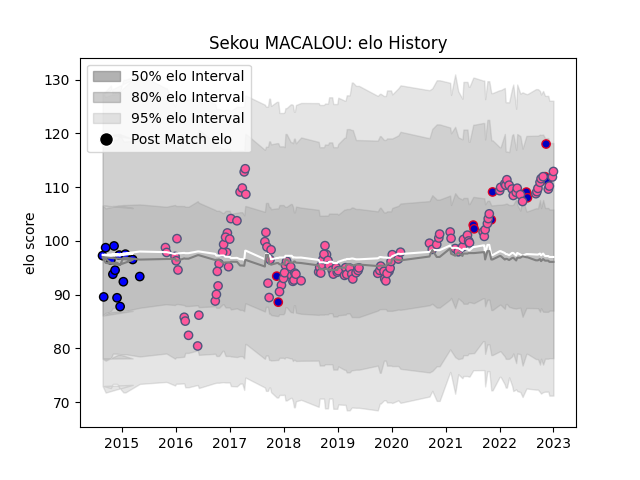 Sekou MACALOU: elo History
50% elo Interval
80% elo Interval
95% elo Interval
Post Match elo
elo score
130
120
110
100
90
80
70
2015 2016 2017 2018 2019 2020 2021 2022 2023